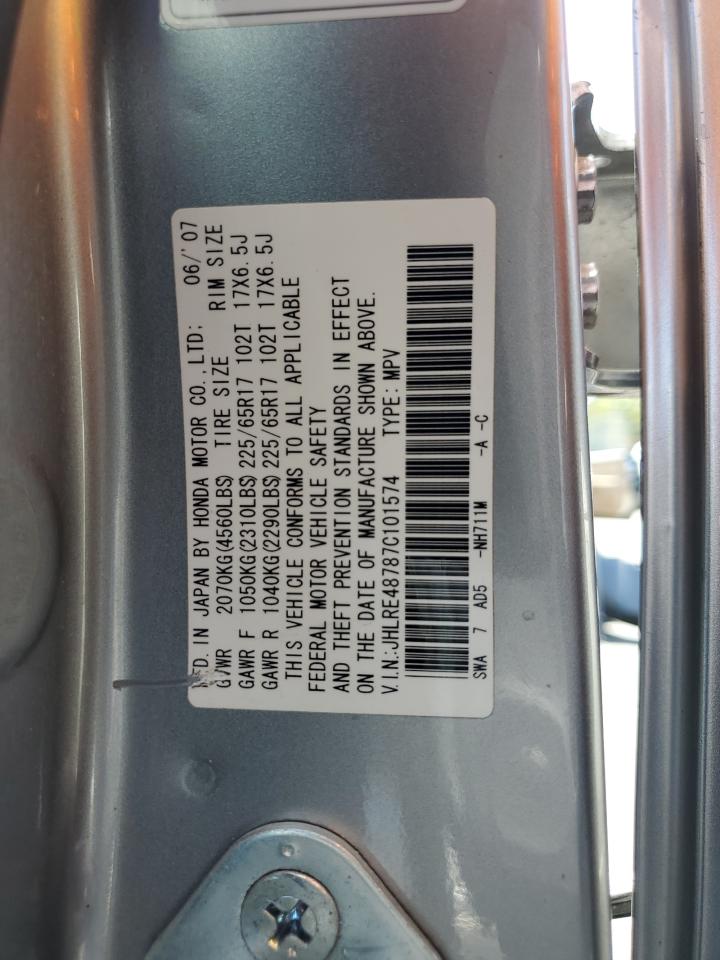 MFD. IN JAPAN BY HONDA MOTOR CO.,LTD; 06/'07
GVWR 2070KG(4560LBS) TIRE SIZE RIM SIZE
GAWR F 1050KG(2310LBS) 225/65R17 102T 17X6.5J
GAWR R 1040KG(2290LBS) 225/65R17 102T 17X6.5J
THIS VEHICLE CONFORMS TO ALL APPLICABLE
FEDERAL MOTOR VEHICLE SAFETY
AND THEFT PREVENTION STANDARDS IN EFFECT
ON THE DATE OF MANUFACTURE SHOWN ABOVE.
V.I.N.:JHLRE48787C101574 TYPE: MPV
SWA 7 AD5 -NH711M -A -C